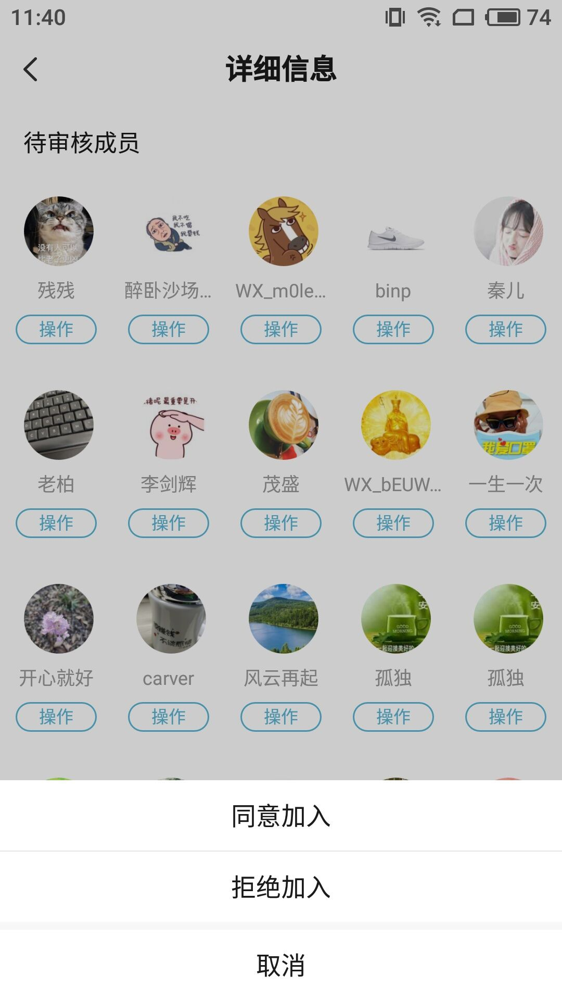 11:40
74
详细信息
待审核成员
没有人可以
比老子更凶
我不吃
我不喝
我要钱
残残
醉卧沙场...
WX_m0le...
binp
秦儿
操作
操作
操作
操作
操作
猪呢 最重要是开
我爱口罩
老柏
李剑辉
茂盛
WX_bEUW...
一生一次
操作
操作
操作
操作
操作
安
GOOD
MORNING
一起迎接美好的
安
GOOD
MORNING
一起迎接美好的
开心就好
carver
风云再起
孤独
孤独
操作
操作
操作
操作
操作
同意加入
拒绝加入
取消